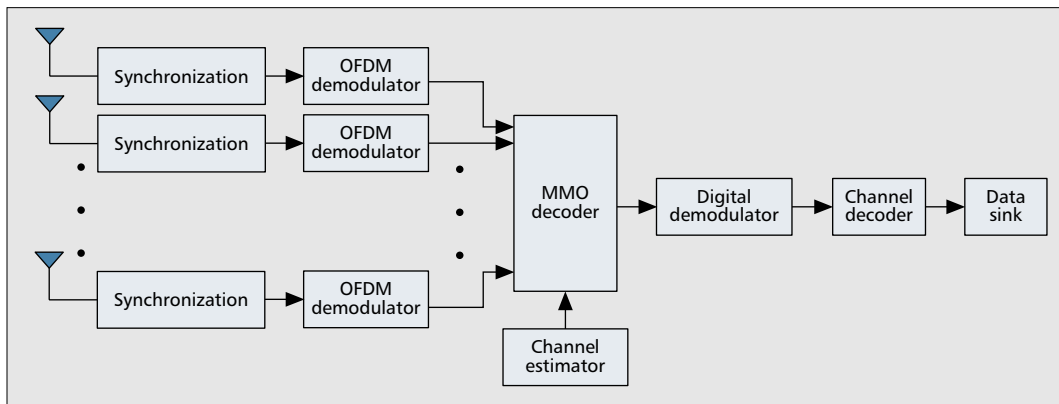 Synchronization
OFDM
demodulator
Synchronization
OFDM
demodulator
MMO
decoder
Digital
demodulator
Channel
decoder
Data
sink
Synchronization
OFDM
demodulator
Channel
estimator